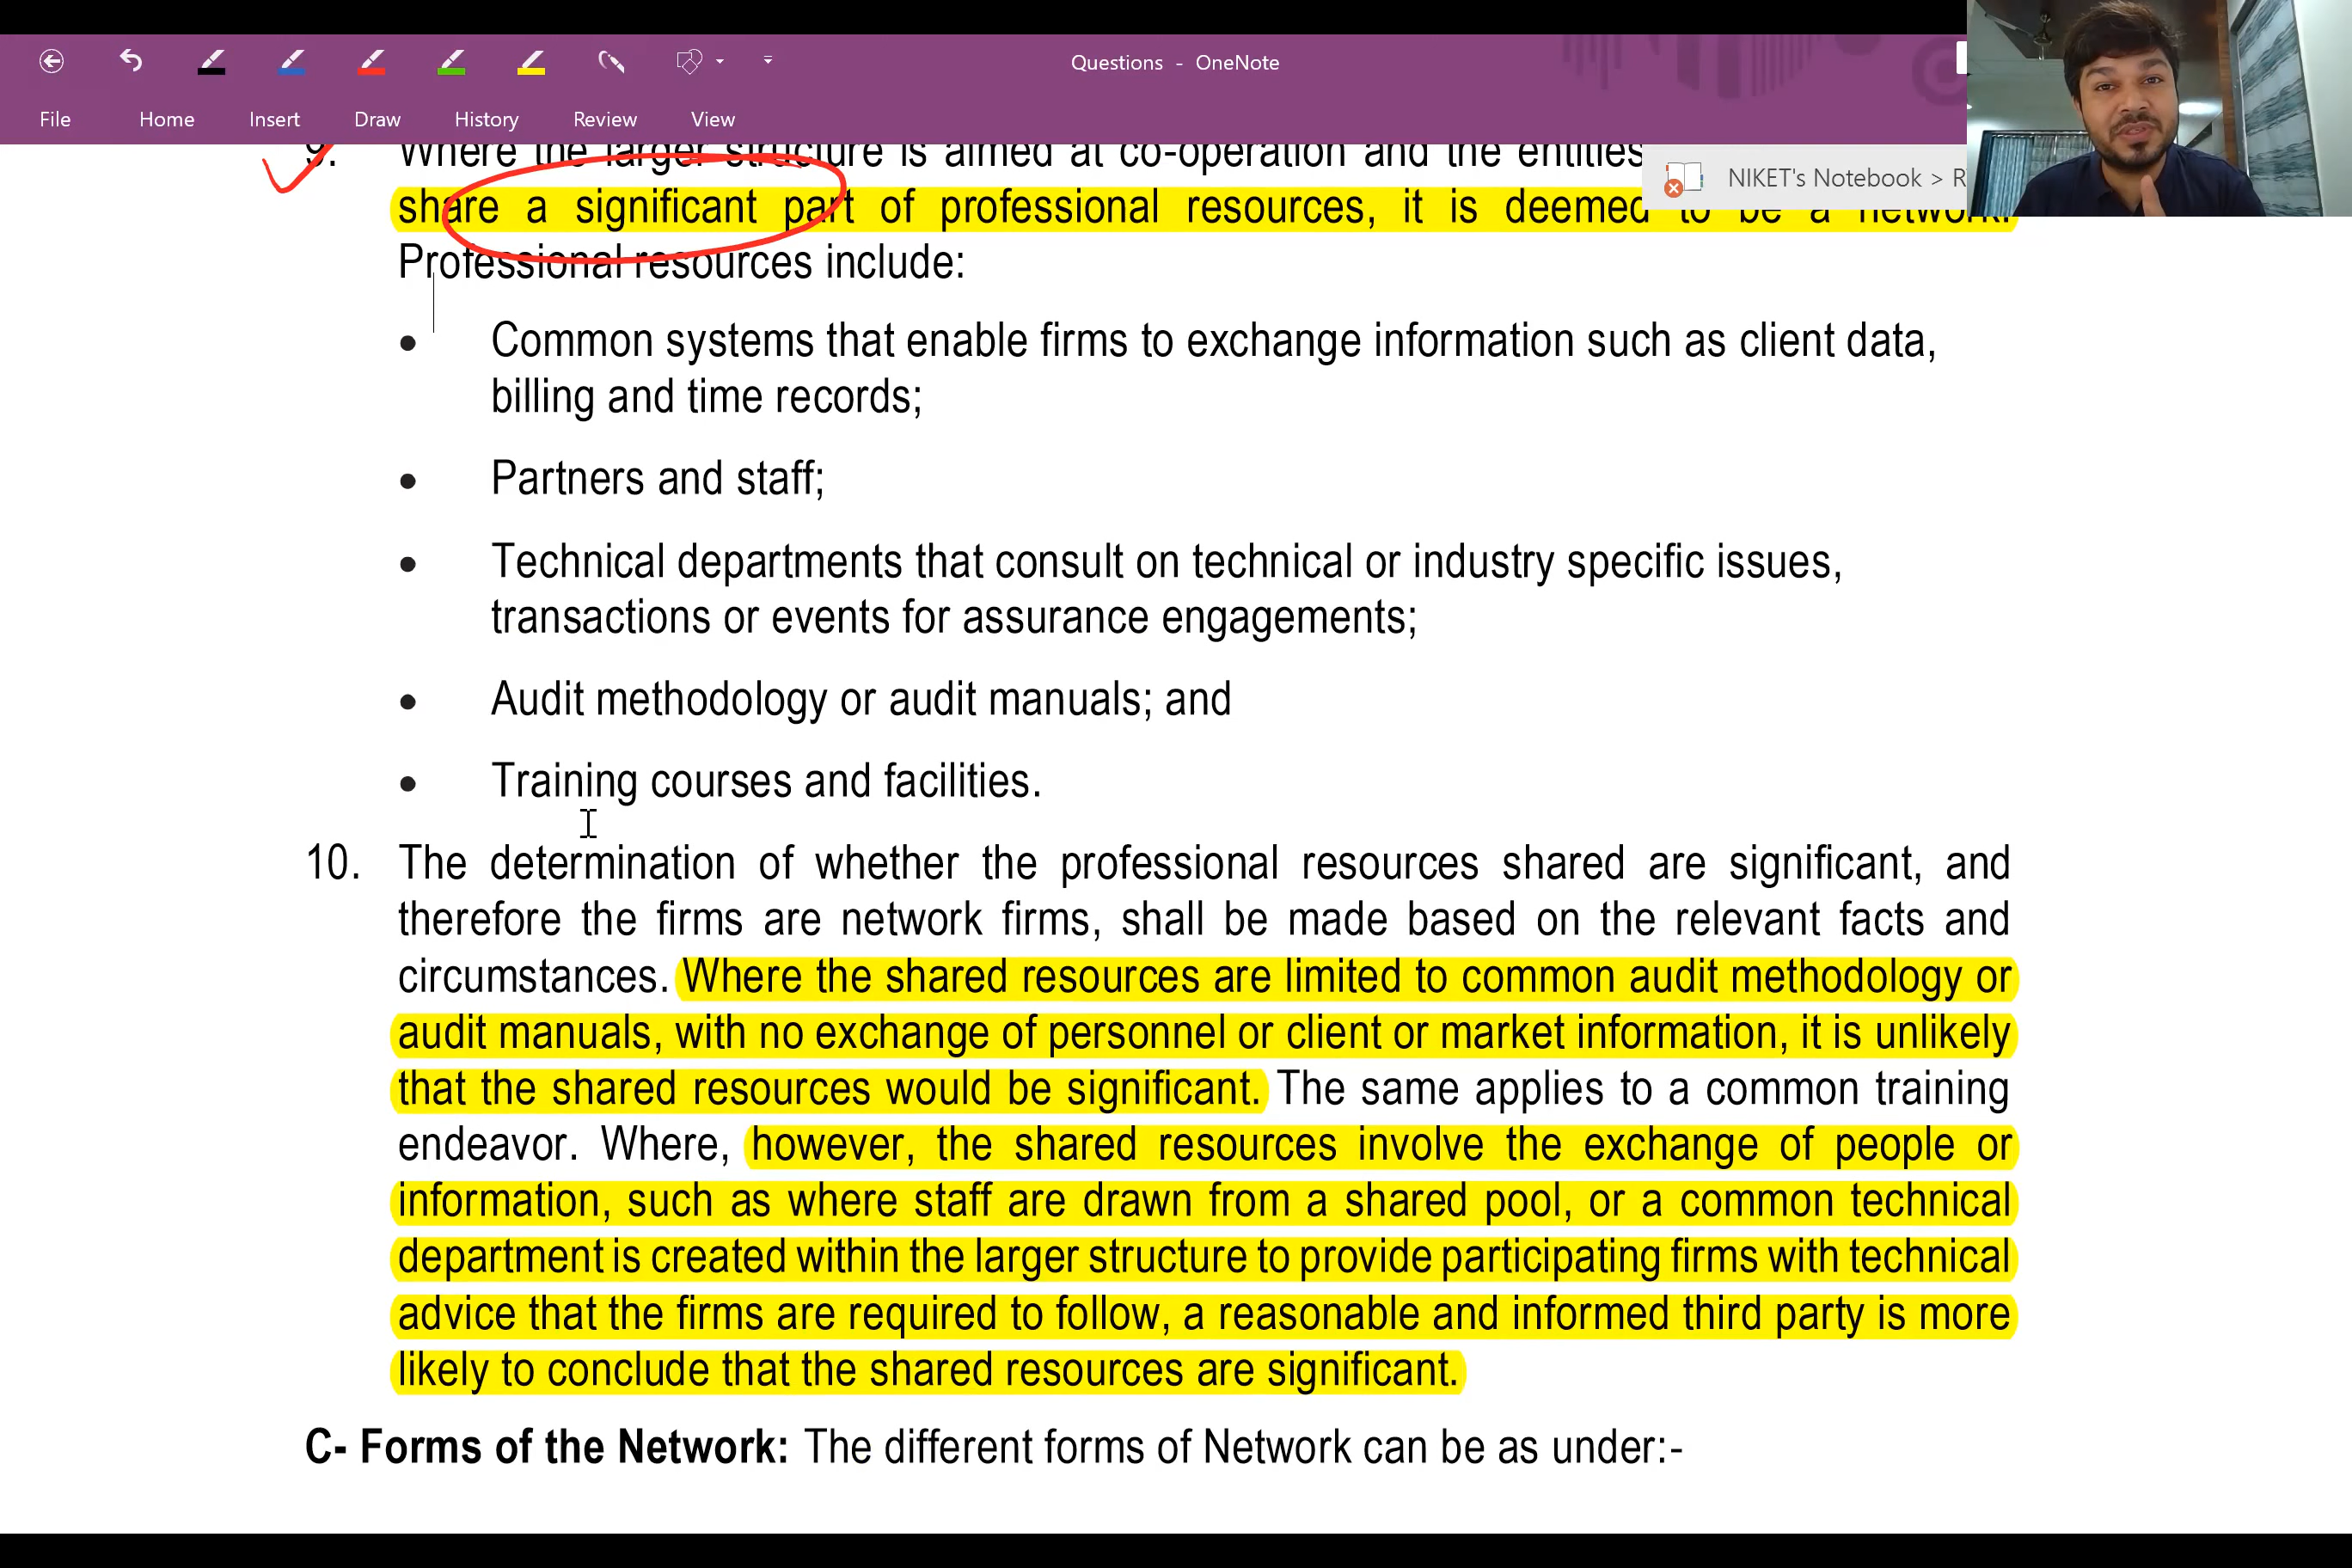 Questions - OneNote
File Home Insert Draw History Review View
NIKET's Notebook > R
9. Where the larger structure is aimed at co-operation and the entities
share a significant part of professional resources, it is deemed to be a network.
Professional resources include:
• Common systems that enable firms to exchange information such as client data,
billing and time records;
• Partners and staff;
• Technical departments that consult on technical or industry specific issues,
transactions or events for assurance engagements;
• Audit methodology or audit manuals; and
• Training courses and facilities.
10. The determination of whether the professional resources shared are significant, and
therefore the firms are network firms, shall be made based on the relevant facts and
circumstances. Where the shared resources are limited to common audit methodology or
audit manuals, with no exchange of personnel or client or market information, it is unlikely
that the shared resources would be significant. The same applies to a common training
endeavor. Where, however, the shared resources involve the exchange of people or
information, such as where staff are drawn from a shared pool, or a common technical
department is created within the larger structure to provide participating firms with technical
advice that the firms are required to follow, a reasonable and informed third party is more
likely to conclude that the shared resources are significant.
C- Forms of the Network: The different forms of Network can be as under:-